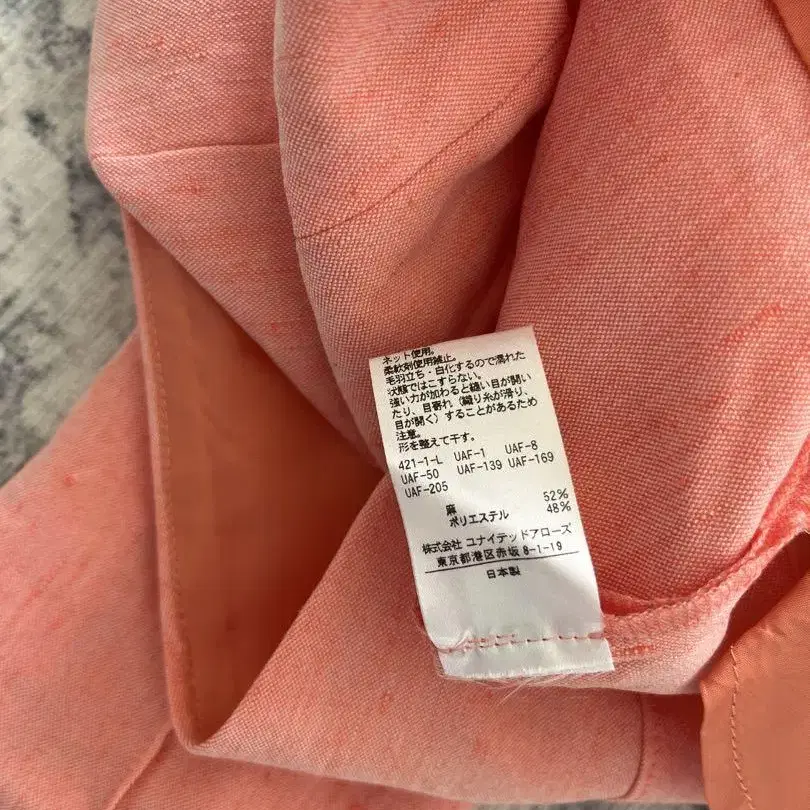 ネット使用。
柔軟剤使用禁止。
毛羽立ち・白化するので濡れた
状態ではこすらない。
強い力が加わると縫い目が開い
たり、目寄れ（織り糸が滑り、
目が開く）することがあるため
注意。
形を整えて干す。
421-1-L UAF-1 UAF-8
UAF-50 UAF-139 UAF-169
UAF-205
麻 52%
ポリエステル 48%
株式会社 ユナイテッドアローズ
東京都港区赤坂 8-1-19
日本製